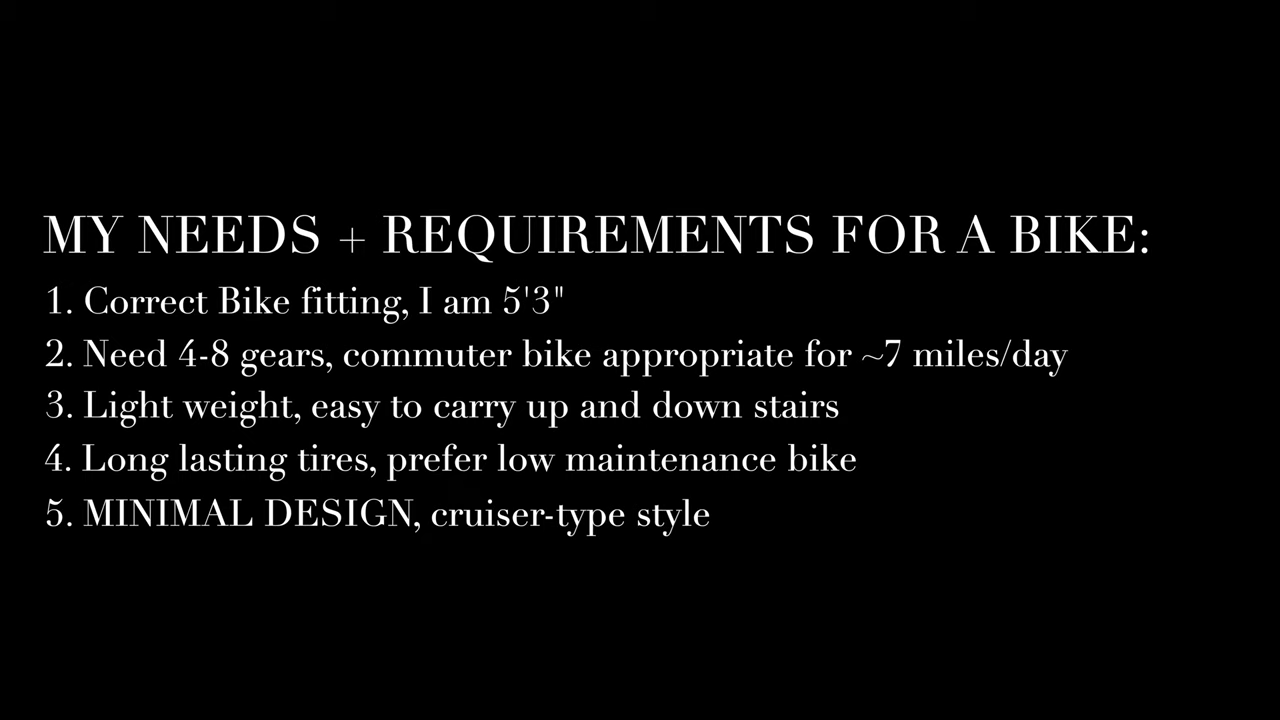 MY NEEDS + REQUIREMENTS FOR A BIKE:
1. Correct Bike fitting, I am 5'3"
2. Need 4-8 gears, commuter bike appropriate for ~7 miles/day
3. Light weight, easy to carry up and down stairs
4. Long lasting tires, prefer low maintenance bike
5. MINIMAL DESIGN, cruiser-type style